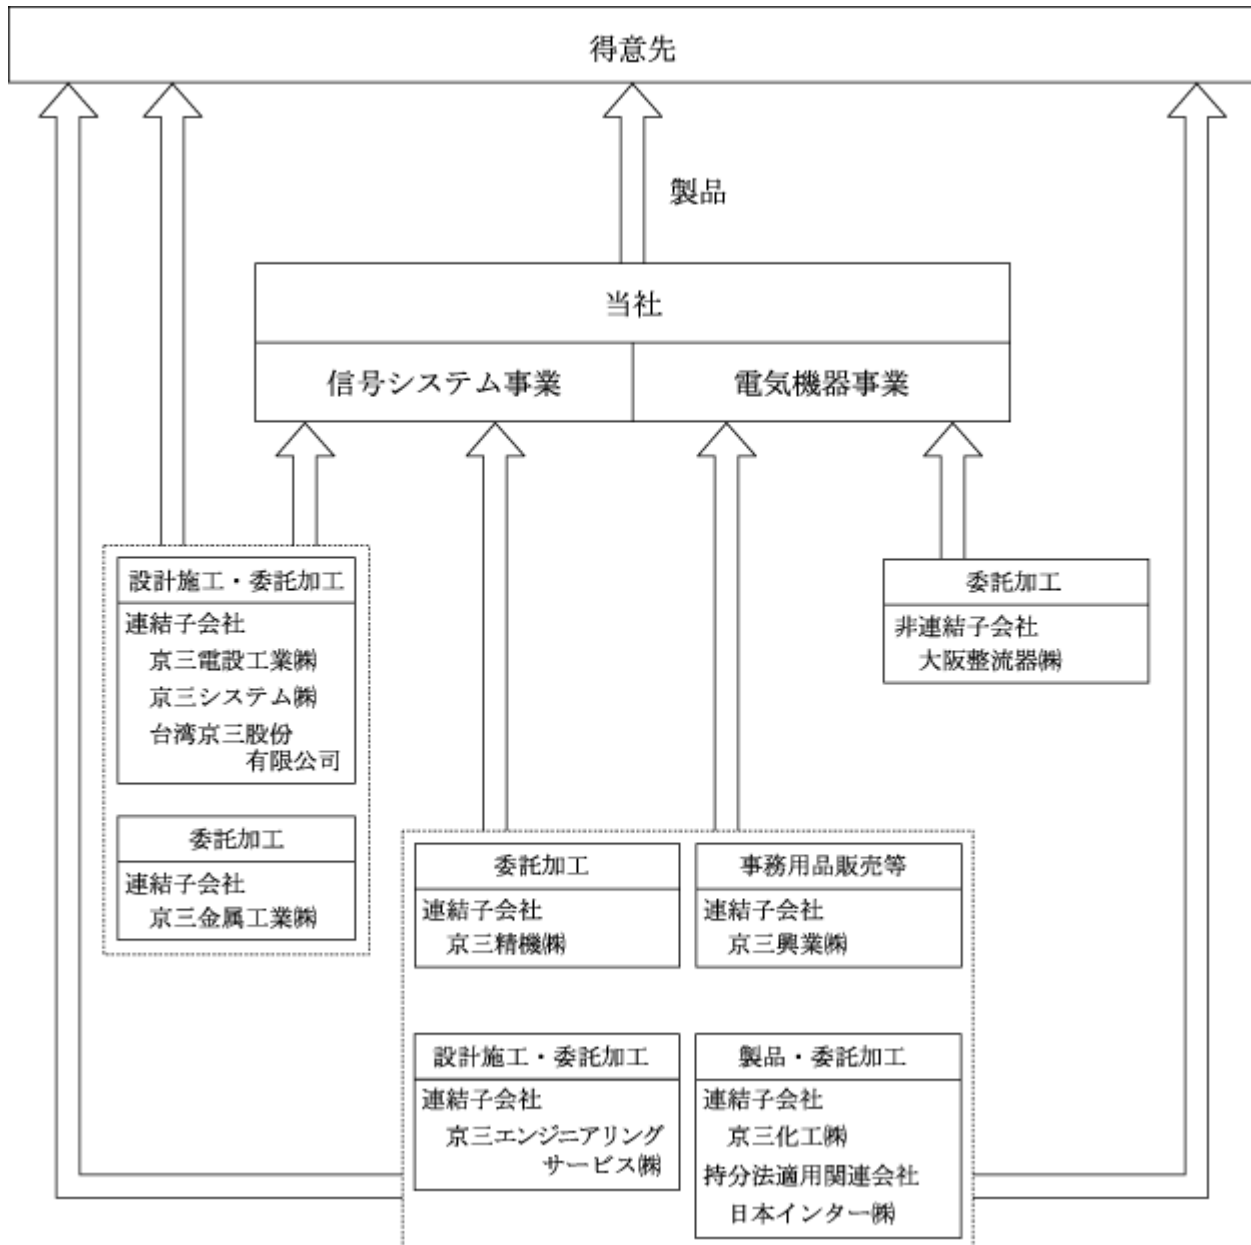 得意先
製品
当社
信号システム事業
電気機器事業
設計施工・委託加工
連結子会社
京三電設工業㈱
京三システム㈱
台湾京三股份
有限公司
委託加工
連結子会社
京三金属工業㈱
委託加工
非連結子会社
大阪整流器㈱
委託加工
連結子会社
京三精機㈱
事務用品販売等
連結子会社
京三興業㈱
設計施工・委託加工
連結子会社
京三エンジニアリング
サービス㈱
製品・委託加工
連結子会社
京三化工㈱
持分法適用関連会社
日本インター㈱